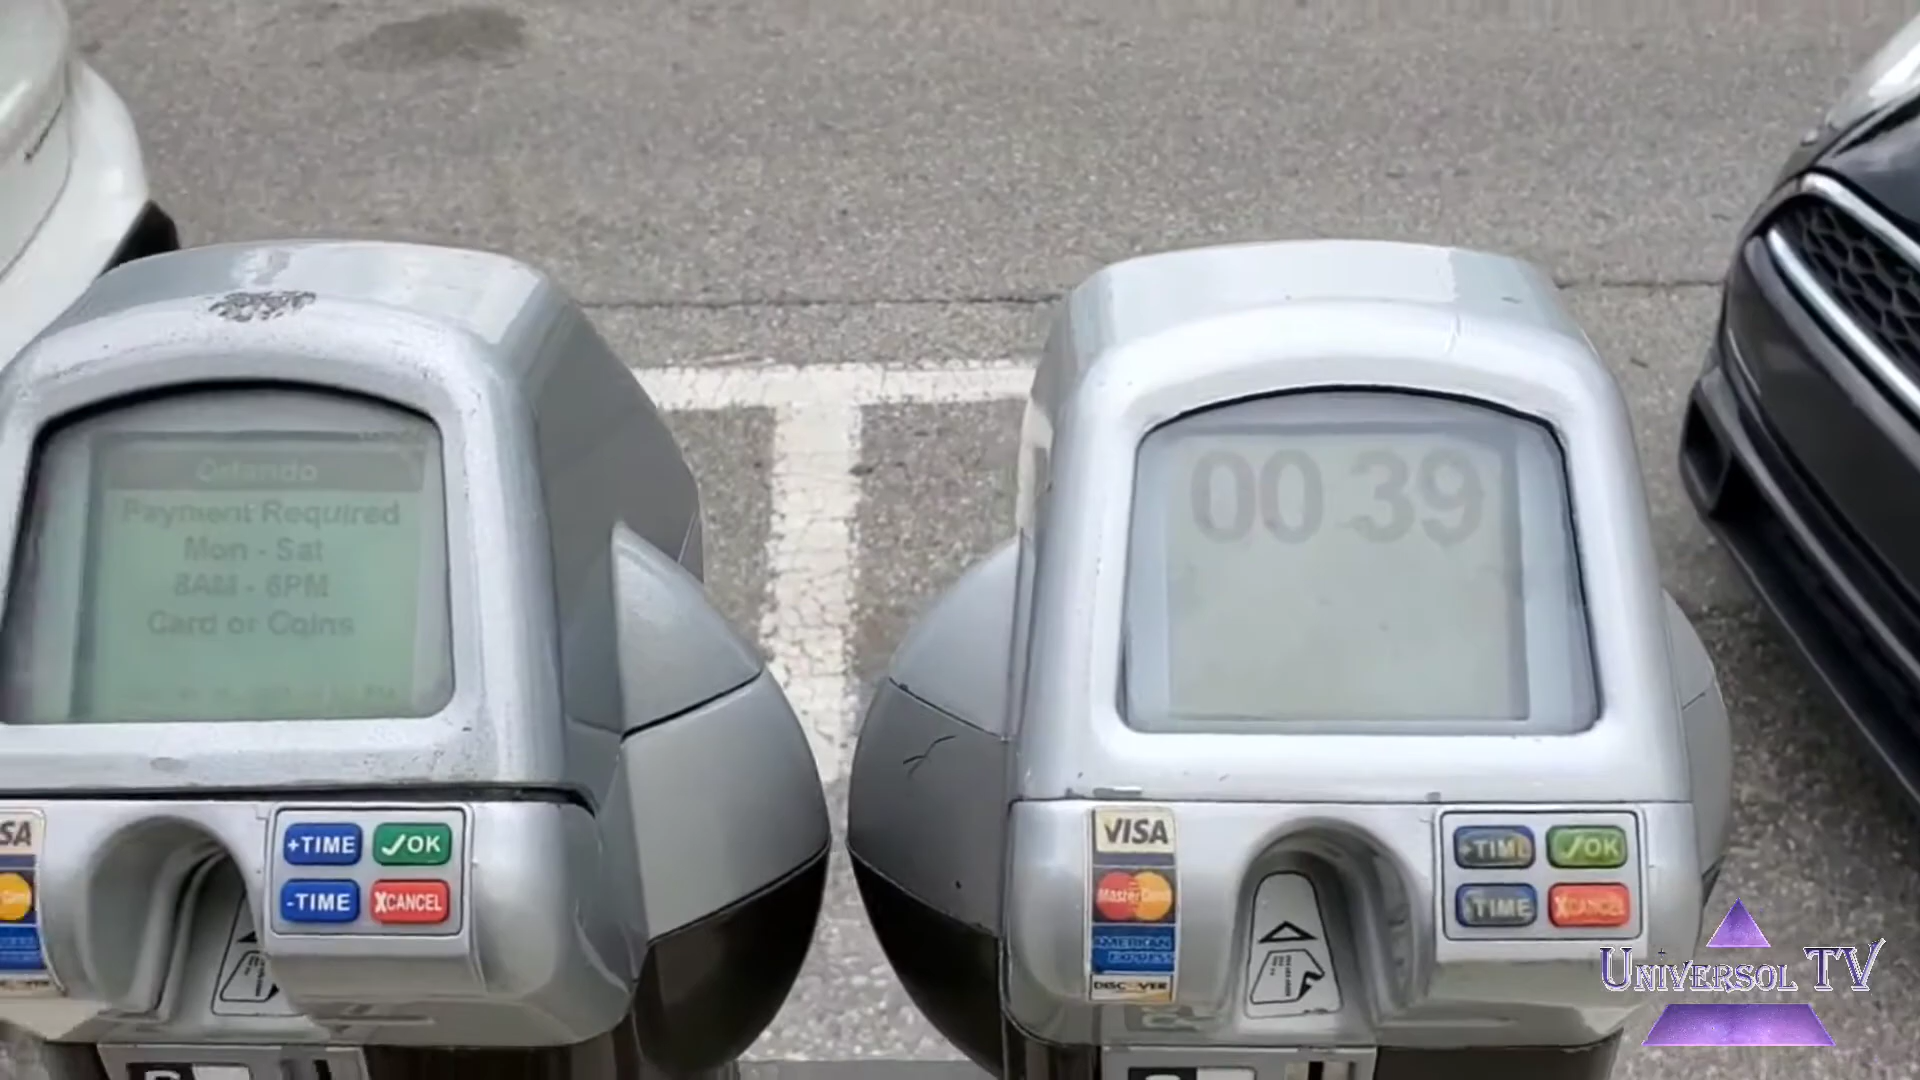 Orlando
Payment Required
Mon - Sat
8AM - 6PM
Card or Coins
00 39
VISA
+TIME
✓OK
-TIME
XCANCEL
VISA
MasterCard
AMERICAN
EXPRESS
DISCOVER
+TIME
✓OK
-TIME
XCANCEL
UNIVERSOL TV